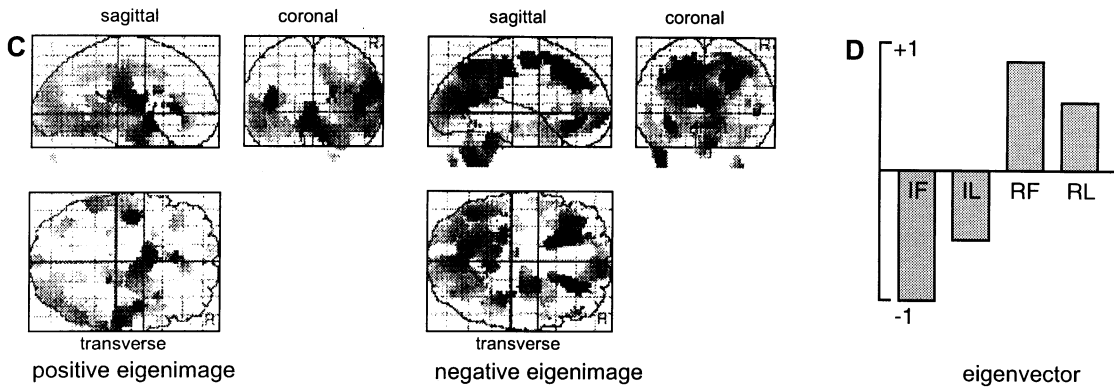 C
sagittal
coronal
R
transverse
R
positive eigenimage
sagittal
coronal
R
transverse
R
negative eigenimage
D
+1
IF
IL
RF
RL
-1
eigenvector